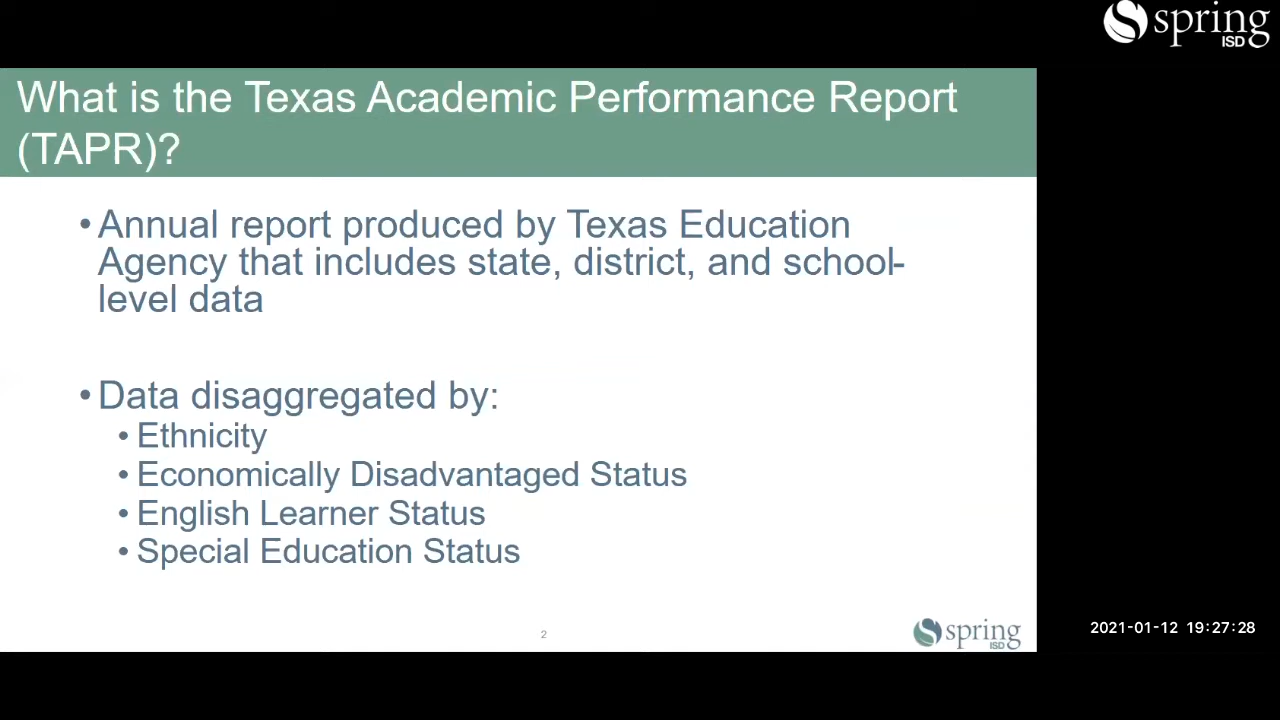 spring
ISD
What is the Texas Academic Performance Report
(TAPR)?
• Annual report produced by Texas Education
Agency that includes state, district, and school-
level data
• Data disaggregated by:
• Ethnicity
• Economically Disadvantaged Status
• English Learner Status
• Special Education Status
2
spring
ISD
2021-01-12 19:27:28